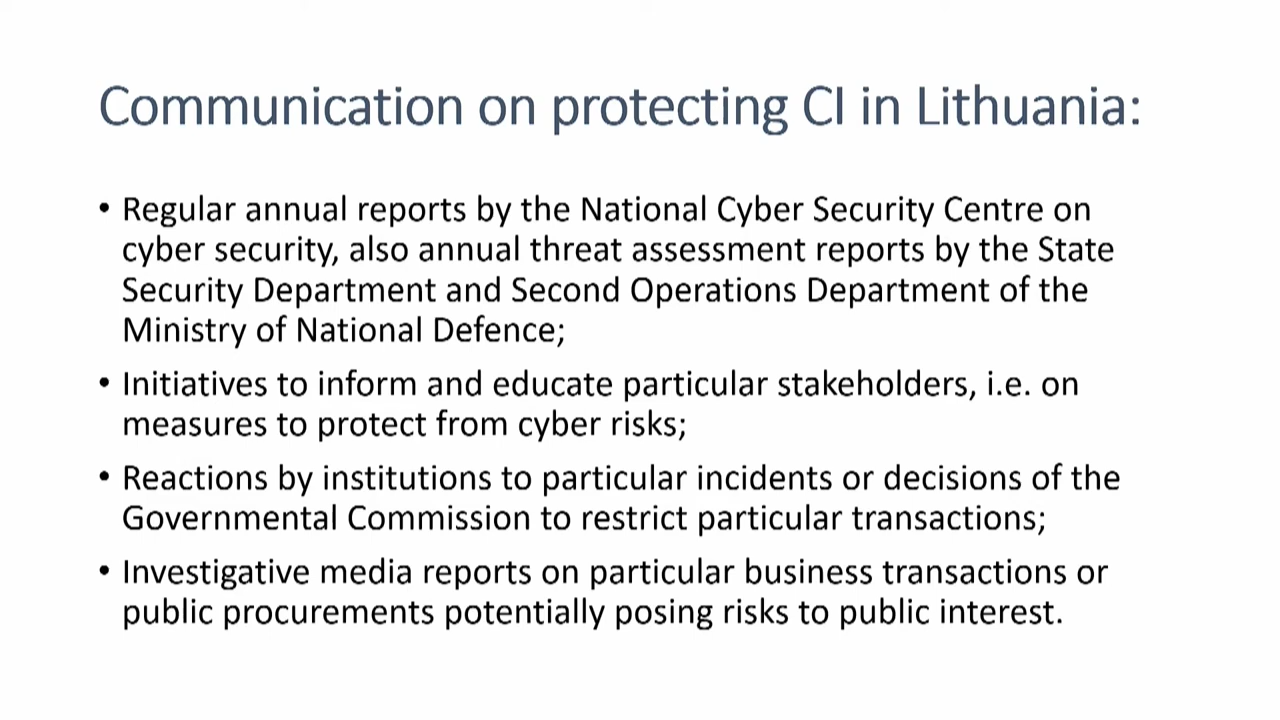 Communication on protecting CI in Lithuania:
• Regular annual reports by the National Cyber Security Centre on
cyber security, also annual threat assessment reports by the State
Security Department and Second Operations Department of the
Ministry of National Defence;
• Initiatives to inform and educate particular stakeholders, i.e. on
measures to protect from cyber risks;
• Reactions by institutions to particular incidents or decisions of the
Governmental Commission to restrict particular transactions;
• Investigative media reports on particular business transactions or
public procurements potentially posing risks to public interest.